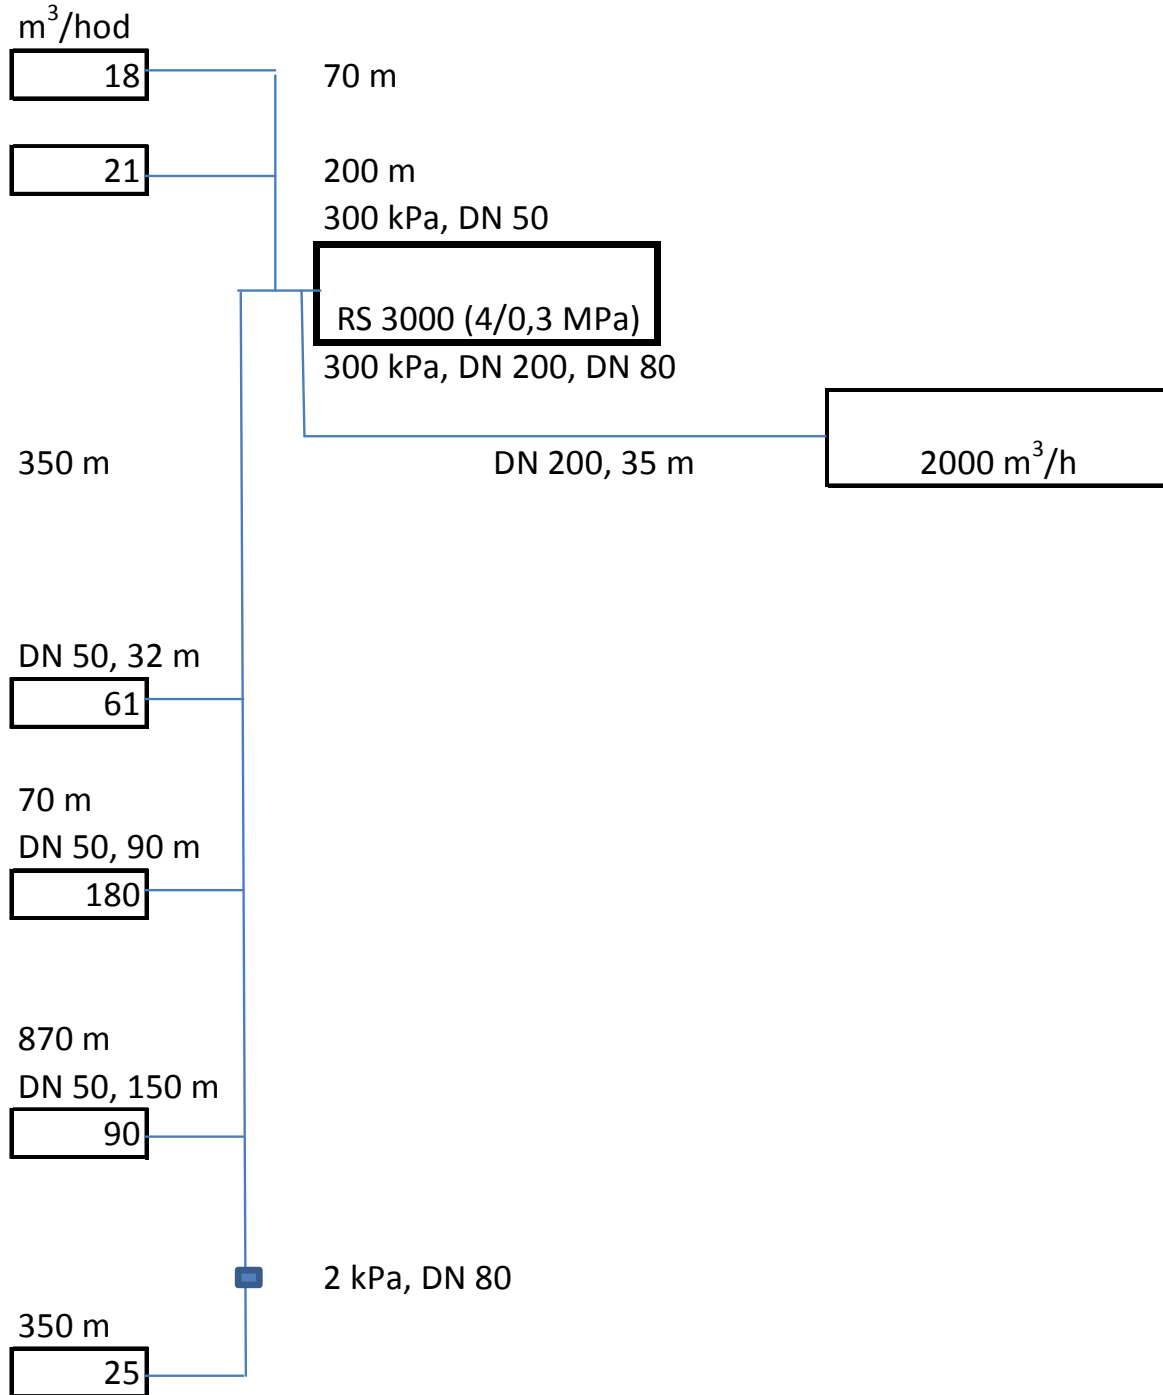 m³/hod
18
70 m
21
200 m
300 kPa, DN 50
RS 3000 (4/0,3 MPa)
300 kPa, DN 200, DN 80
350 m
DN 200, 35 m
2000 m³/h
DN 50, 32 m
61
70 m
DN 50, 90 m
180
870 m
DN 50, 150 m
90
2 kPa, DN 80
350 m
25